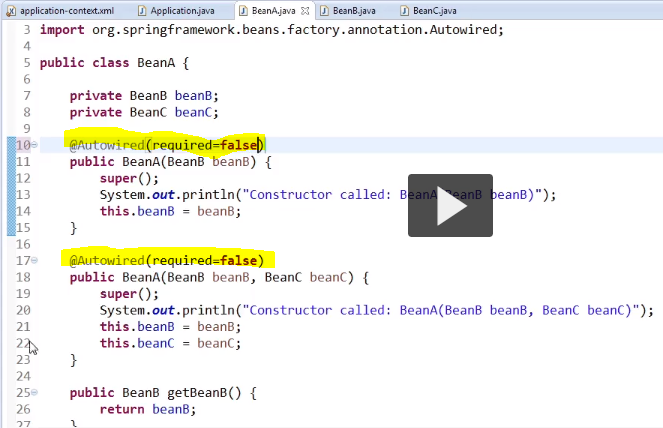 application-context.xml Application.java BeanA.java BeanB.java BeanC.java
3 import org.springframework.beans.factory.annotation.Autowired;
4
5 public class BeanA {
6
7 private BeanB beanB;
8 private BeanC beanC;
9
10 @Autowired(required=false)
11 public BeanA(BeanB beanB) {
12 super();
13 System.out.println("Constructor called: BeanA(BeanB beanB)");
14 this.beanB = beanB;
15 }
16
17 @Autowired(required=false)
18 public BeanA(BeanB beanB, BeanC beanC) {
19 super();
20 System.out.println("Constructor called: BeanA(BeanB beanB, BeanC beanC)");
21 this.beanB = beanB;
22 this.beanC = beanC;
23 }
24
25 public BeanB getBeanB() {
26 return beanB;
27 }